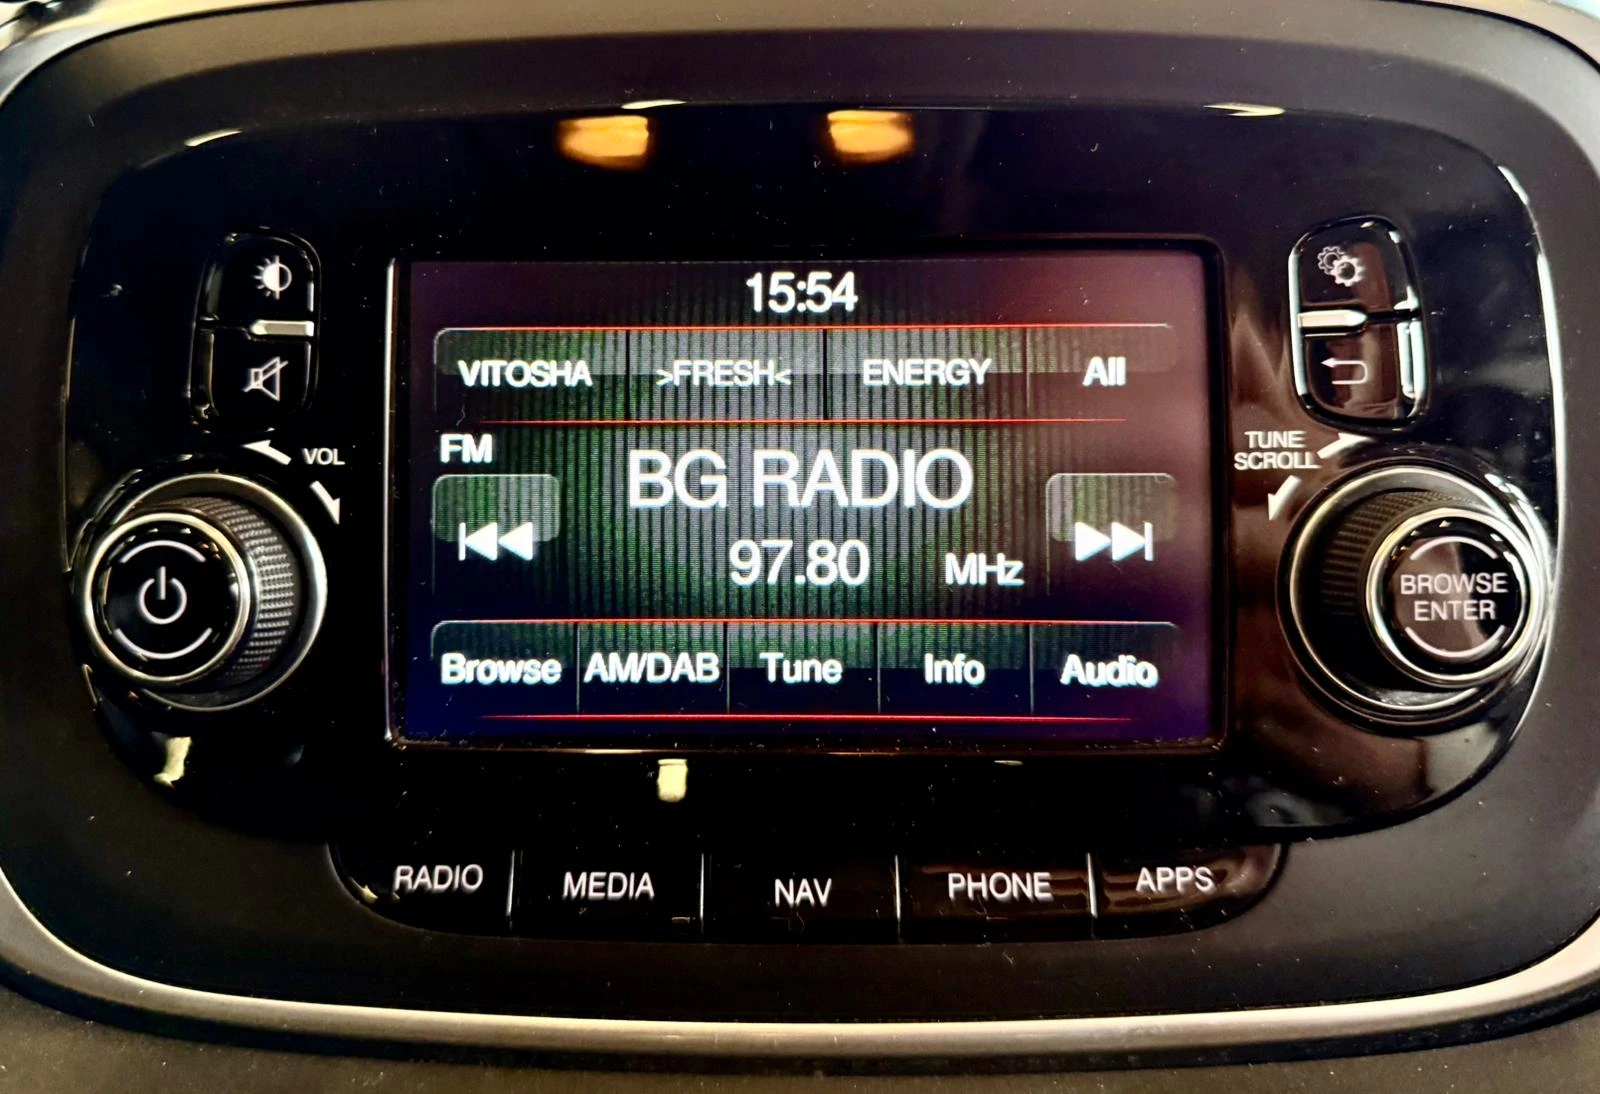 15:54
VITOSHA >FRESH< ENERGY All
FM
BG RADIO
97.80 MHz
Browse AM/DAB Tune Info Audio
VOL
TUNE
SCROLL
BROWSE
ENTER
RADIO MEDIA NAV PHONE APPS